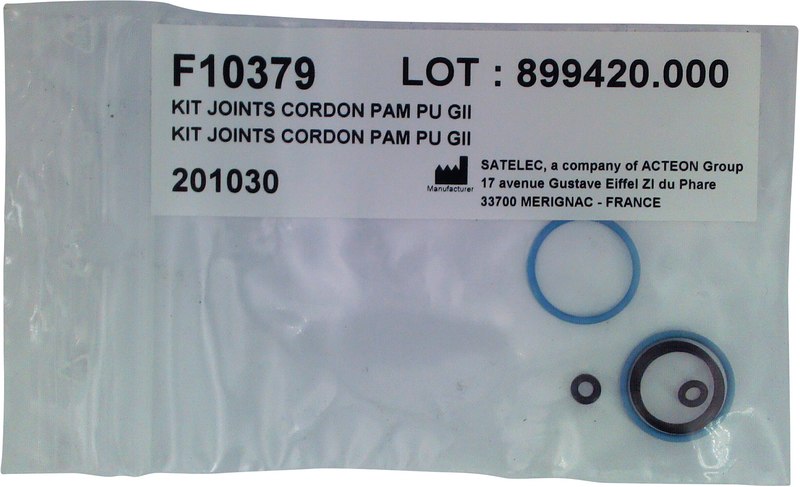 F10379 LOT : 899420.000
KIT JOINTS CORDON PAM PU GII
KIT JOINTS CORDON PAM PU GII
201030
Manufacturer
SATELEC, a company of ACTEON Group
17 avenue Gustave Eiffel ZI du Phare
33700 MERIGNAC - FRANCE